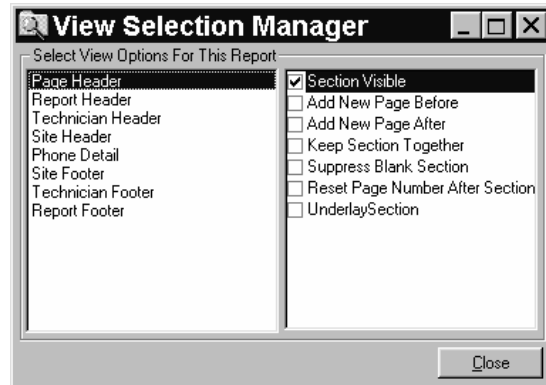 View Selection Manager
Select View Options For This Report
Page Header
Report Header
Technician Header
Site Header
Phone Detail
Site Footer
Technician Footer
Report Footer
Section Visible
Add New Page Before
Add New Page After
Keep Section Together
Suppress Blank Section
Reset Page Number After Section
UnderlaySection
Close